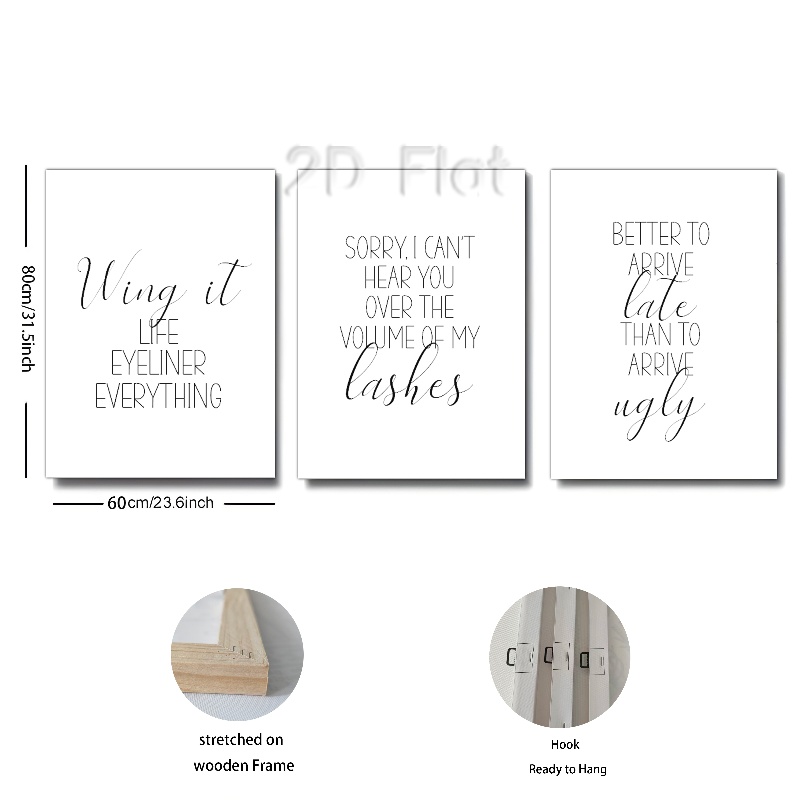 2D Flat
Wing it
LIFE
EYELINER
EVERYTHING
SORRY, I CAN'T
HEAR YOU
OVER THE
VOLUME OF MY
lashes
BETTER TO
ARRIVE
late
THAN TO
ARRIVE
ugly
80cm/31.5inch
60cm/23.6inch
stretched on
wooden Frame
Hook
Ready to Hang